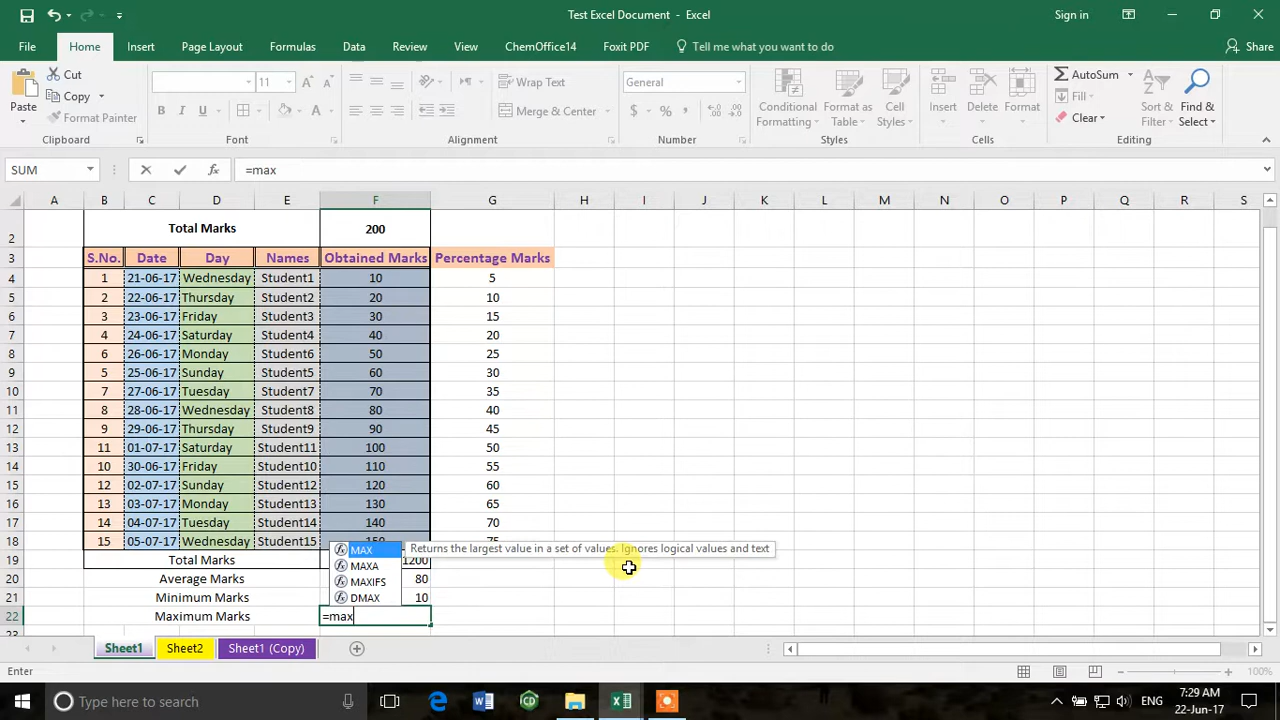 Test Excel Document - Excel
Sign in
File Home Insert Page Layout Formulas Data Review View ChemOffice14 Foxit PDF Tell me what you want to do Share
Paste
Cut
Copy
Format Painter
11
Wrap Text
Merge & Center
General
Conditional Formatting
Format as Table
Cell Styles
Insert
Delete
Format
AutoSum
Fill
Clear
Sort & Filter
Find & Select
Clipboard Font Alignment Number Styles Cells Editing
SUM =max
A B C D E F G H I J K L M N O P Q R S
2 Total Marks 200
3 S.No. Date Day Names Obtained Marks Percentage Marks
4 1 21-06-17 Wednesday Student1 10 5
5 2 22-06-17 Thursday Student2 20 10
6 3 23-06-17 Friday Student3 30 15
7 4 24-06-17 Saturday Student4 40 20
8 6 26-06-17 Monday Student6 50 25
9 5 25-06-17 Sunday Student5 60 30
10 7 27-06-17 Tuesday Student7 70 35
11 8 28-06-17 Wednesday Student8 80 40
12 9 29-06-17 Thursday Student9 90 45
13 11 01-07-17 Saturday Student11 100 50
14 10 30-06-17 Friday Student10 110 55
15 12 02-07-17 Sunday Student12 120 60
16 13 03-07-17 Monday Student13 130 65
17 14 04-07-17 Tuesday Student14 140 70
18 15 05-07-17 Wednesday Student15 150 75
19 Total Marks 1200
20 Average Marks 80
21 Minimum Marks 10
22 Maximum Marks =max
23
MAX Returns the largest value in a set of values. Ignores logical values and text
MAXA
MAXIFS
DMAX
Sheet1 Sheet2 Sheet1 (Copy)
Enter 100%
Type here to search
7:29 AM
22-Jun-17